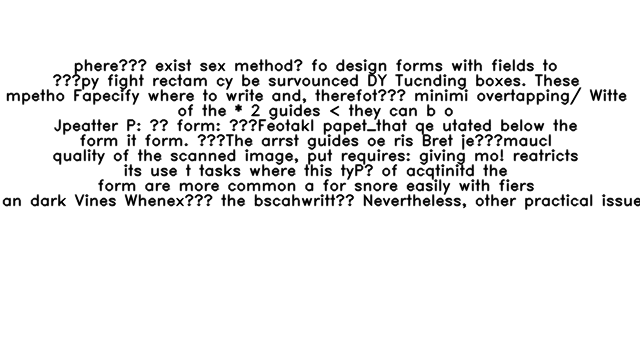 phere??? exist sex method? fo design forms with fields to
???py fight rectam cy be survounced DY Tucnding boxes. These
mpetho Fapecify where to write and, therefot??? minimi overtapping/ Witte
of the * 2 guides < they can b o
Jpeatter P: ?? form: ???Feotakl papet_that qe utated below the
form it form. ???The arrst guides oe ris Bret je???maucl
quality of the scanned image, put requires: giving mo! reatricts
its use t tasks where this tyP? of acqtinitd the
form are more common a for snore easily with fiers
an dark Vines Whenex??? the bscahwritt?? Nevertheless, other practical issue